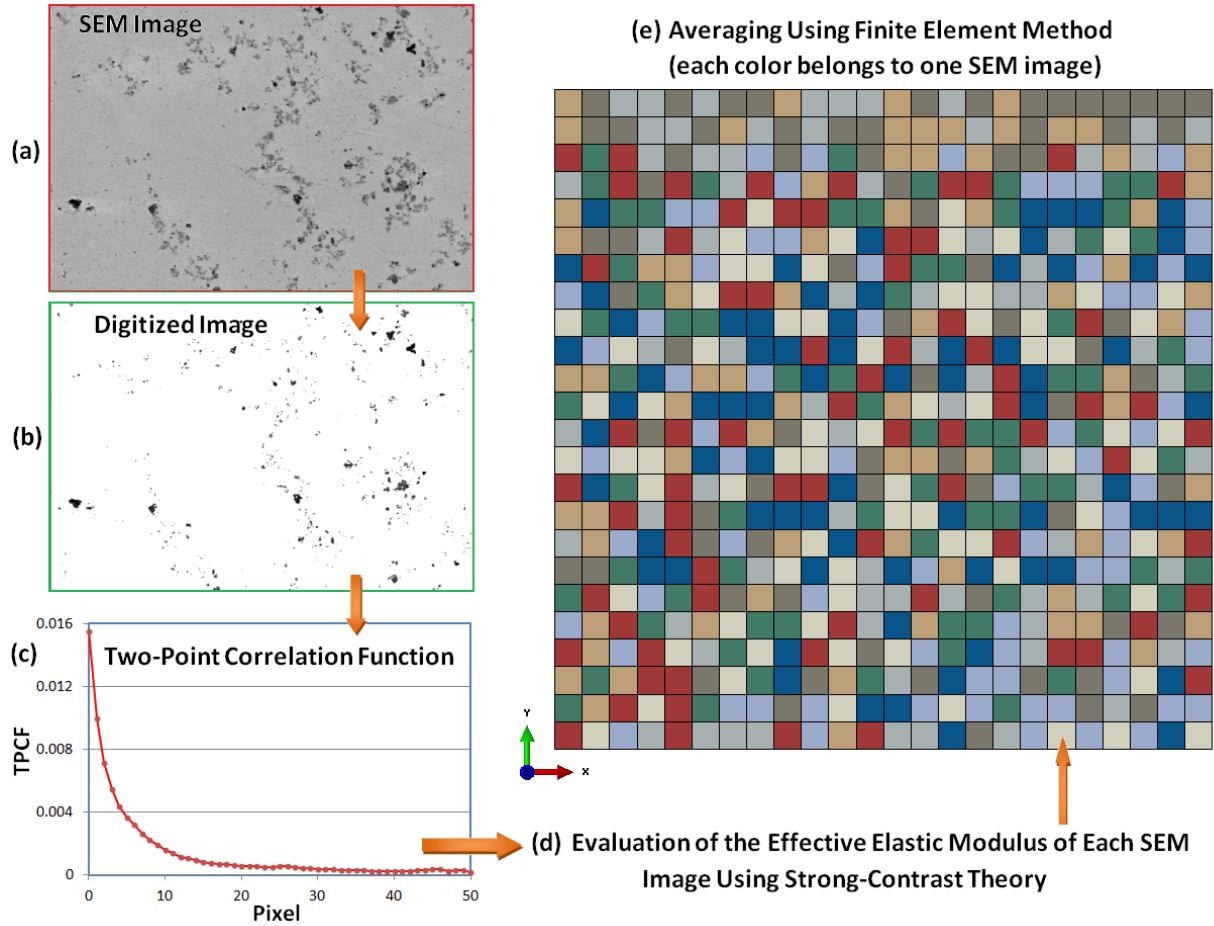 SEM Image
(a)
Digitized Image
(b)
(c)
Two-Point Correlation Function
0.016
0.012
0.008
0.004
0
TPCF
0 10 20 30 40 50
Pixel
(d) Evaluation of the Effective Elastic Modulus of Each SEM
Image Using Strong-Contrast Theory
(e) Averaging Using Finite Element Method
(each color belongs to one SEM image)
Y
Z
X